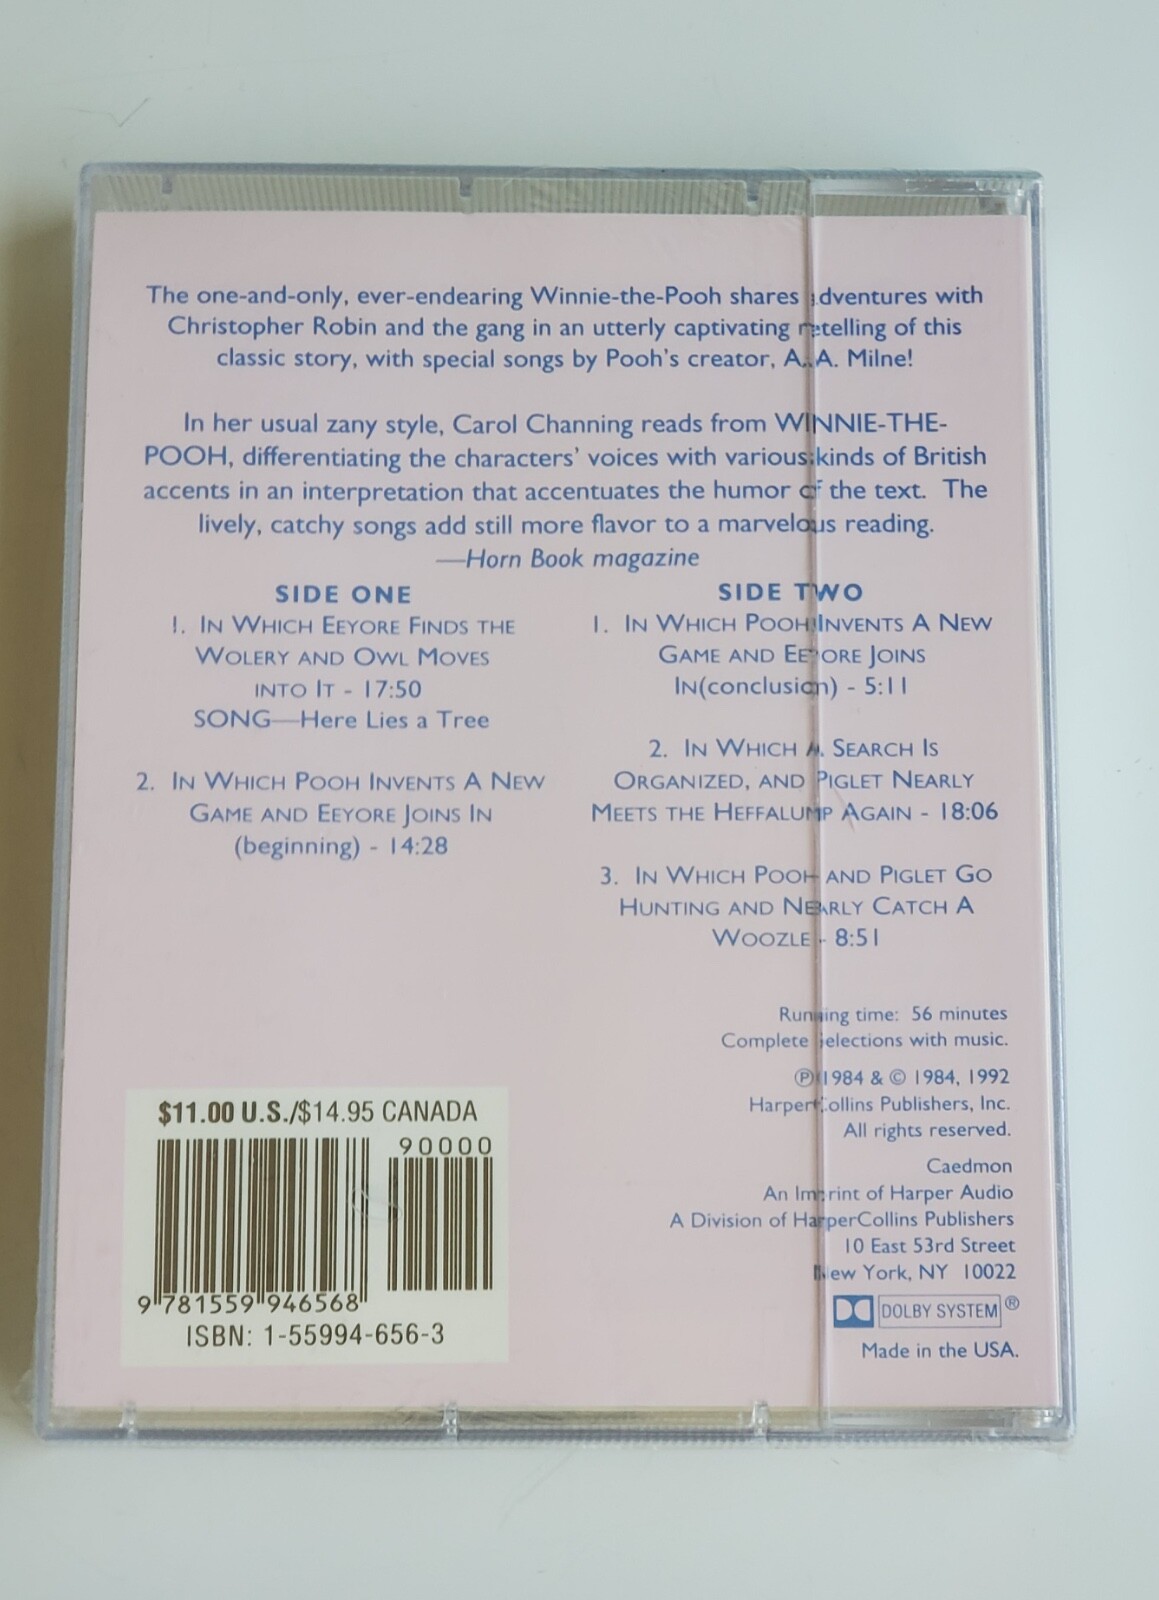 The one-and-only, ever-endearing Winnie-the-Pooh shares adventures with
Christopher Robin and the gang in an utterly captivating retelling of this
classic story, with special songs by Pooh's creator, A. A. Milne!
In her usual zany style, Carol Channing reads from WINNIE-THE-
POOH, differentiating the characters' voices with various kinds of British
accents in an interpretation that accentuates the humor of the text. The
lively, catchy songs add still more flavor to a marvelous reading.
—Horn Book magazine
SIDE ONE
1. IN WHICH EEYORE FINDS THE
WOLERY AND OWL MOVES
INTO IT - 17:50
SONG—Here Lies a Tree
2. IN WHICH POOH INVENTS A NEW
GAME AND EEYORE JOINS IN
(beginning) - 14:28
SIDE TWO
1. IN WHICH POOH INVENTS A NEW
GAME AND EEYORE JOINS
IN(conclusion) - 5:11
2. IN WHICH A SEARCH IS
ORGANIZED, AND PIGLET NEARLY
MEETS THE HEFFALUMP AGAIN - 18:06
3. IN WHICH POOH AND PIGLET GO
HUNTING AND NEARLY CATCH A
WOOZLE - 8:51
Running time: 56 minutes
Complete selections with music.
Ⓟ 1984 & © 1984, 1992
HarperCollins Publishers, Inc.
All rights reserved.
Caedmon
An Imprint of Harper Audio
A Division of HarperCollins Publishers
10 East 53rd Street
New York, NY 10022
DOLBY SYSTEM®
Made in the USA.
$11.00 U.S./$14.95 CANADA
90000
9 781559 946568
ISBN: 1-55994-656-3